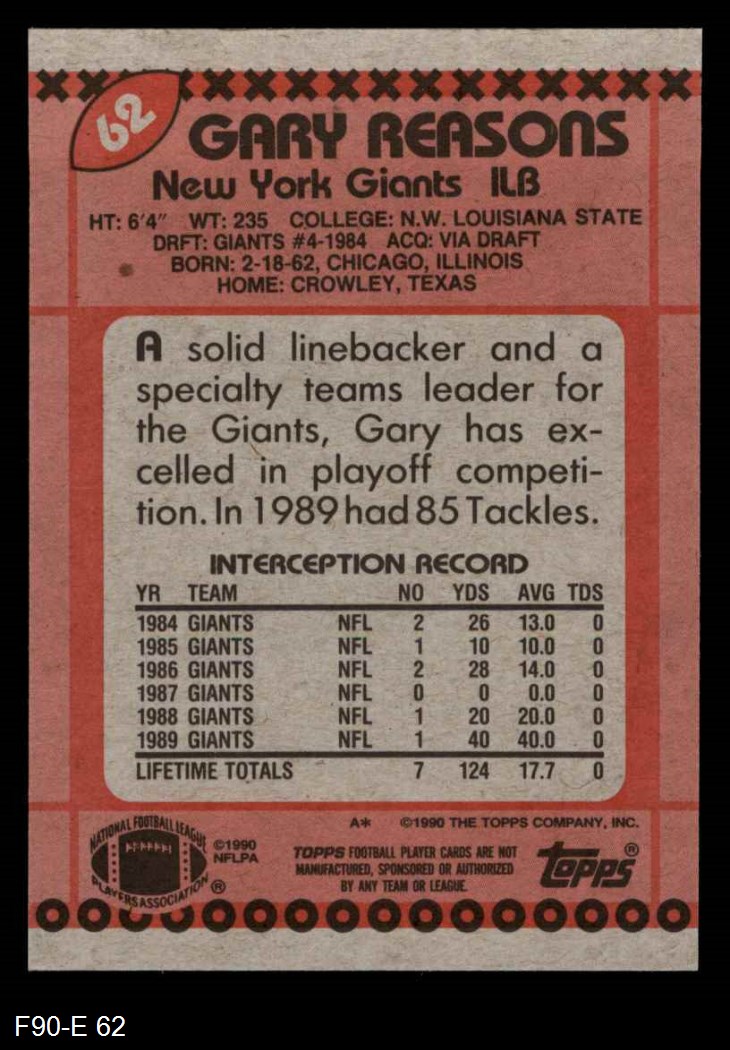 62
GARY REASONS
New York Giants ILB
HT: 6'4" WT: 235 COLLEGE: N.W. LOUISIANA STATE
DRFT: GIANTS #4-1984 ACQ: VIA DRAFT
BORN: 2-18-62, CHICAGO, ILLINOIS
HOME: CROWLEY, TEXAS
A solid linebacker and a
specialty teams leader for
the Giants, Gary has ex-
celled in playoff competi-
tion. In 1989 had 85 Tackles.
INTERCEPTION RECORD
YR TEAM NO YDS AVG TDS
1984 GIANTS NFL 2 26 13.0 0
1985 GIANTS NFL 1 10 10.0 0
1986 GIANTS NFL 2 28 14.0 0
1987 GIANTS NFL 0 0 0.0 0
1988 GIANTS NFL 1 20 20.0 0
1989 GIANTS NFL 1 40 40.0 0
LIFETIME TOTALS 7 124 17.7 0
A* ©1990 THE TOPPS COMPANY, INC.
NATIONAL FOOTBALL LEAGUE
PLAYERS ASSOCIATION ®
©1990
NFLPA
TOPPS FOOTBALL PLAYER CARDS ARE NOT
MANUFACTURED, SPONSORED OR AUTHORIZED
BY ANY TEAM OR LEAGUE.
topps ®
F90-E 62